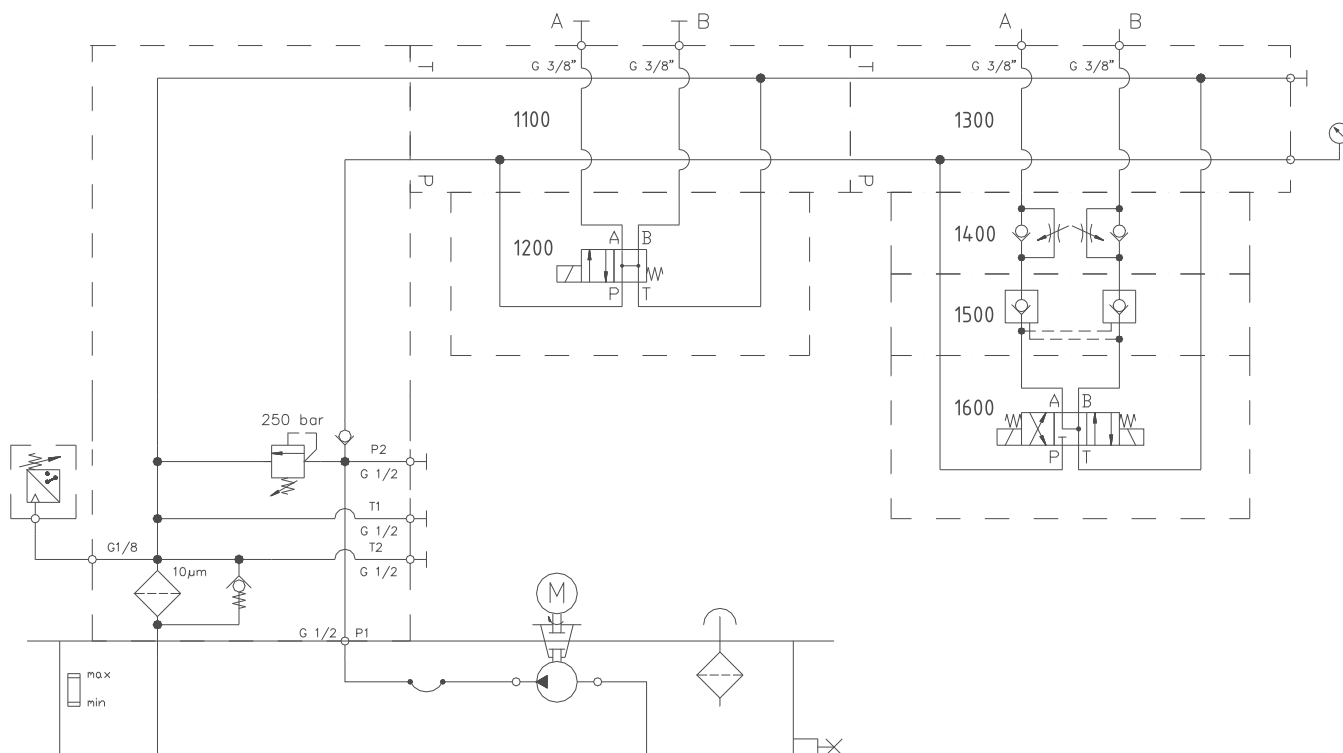 A B A B
T G 3/8" G 3/8" T G 3/8" G 3/8"
1100 1300
P P
1200 A B 1400
P T
1500
A B
1600
250 bar P T
P2
G 1/2
T1
G 1/2
G1/8 T2
10µm G 1/2
M
G 1/2 P1
max
min